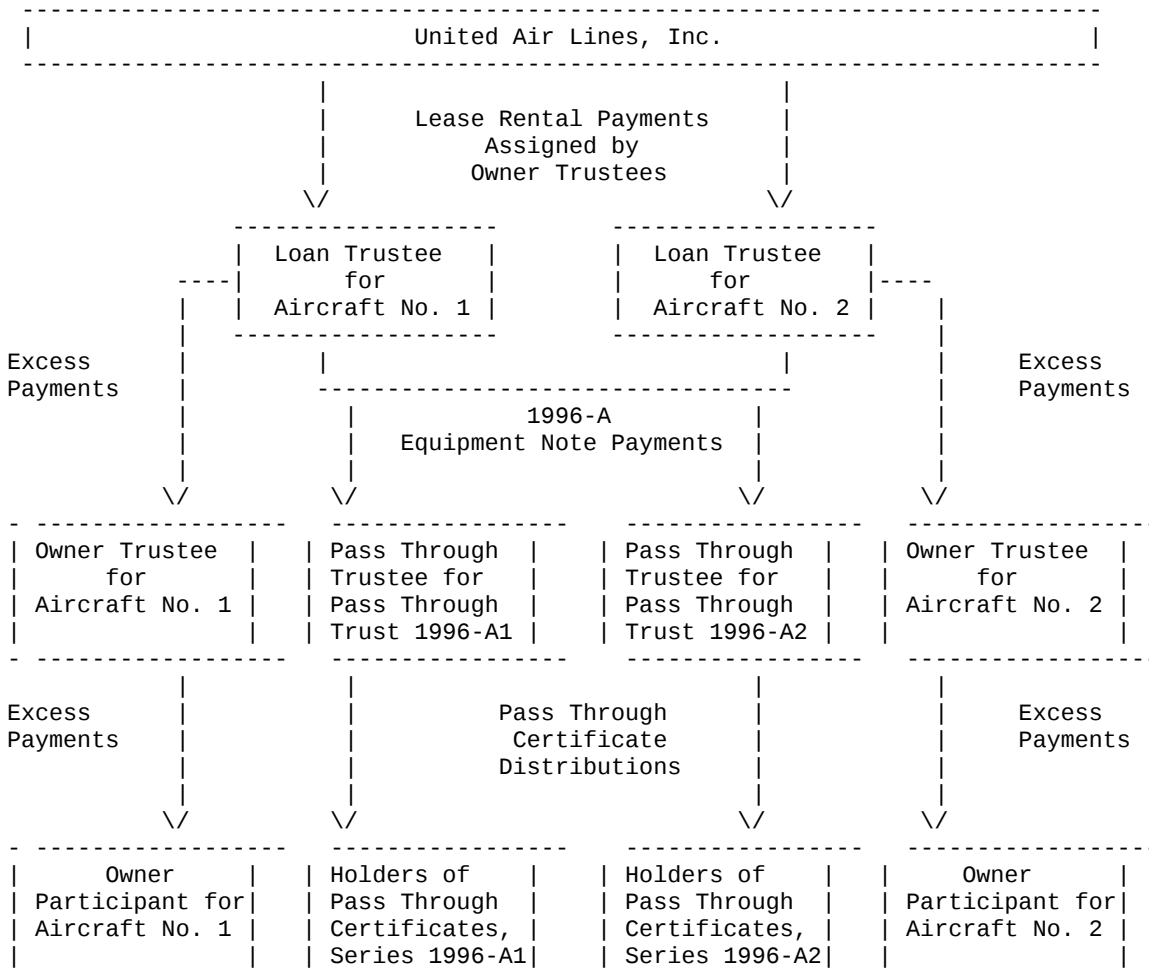 United Air Lines, Inc.
Lease Rental Payments
Assigned by
Owner Trustees
Loan Trustee Loan Trustee
for for
Aircraft No. 1 Aircraft No. 2
Excess Excess
Payments Payments
1996-A
Equipment Note Payments
Owner Trustee Pass Through Pass Through Owner Trustee
for Trustee for Trustee for for
Aircraft No. 1 Pass Through Pass Through Aircraft No. 2
Trust 1996-A1 Trust 1996-A2
Excess Pass Through Excess
Payments Certificate Payments
Distributions
Owner Holders of Holders of Owner
Participant for Pass Through Pass Through Participant for
Aircraft No. 1 Certificates, Certificates, Aircraft No. 2
Series 1996-A1 Series 1996-A2